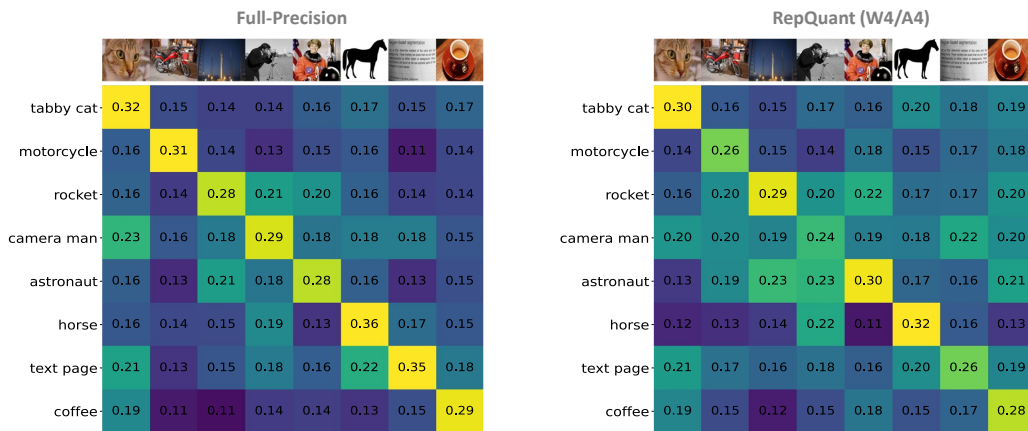 Full-Precision
tabby cat 0.32 0.15 0.14 0.14 0.16 0.17 0.15 0.17
motorcycle 0.16 0.31 0.14 0.13 0.15 0.16 0.11 0.14
rocket 0.16 0.14 0.28 0.21 0.20 0.16 0.14 0.14
camera man 0.23 0.16 0.18 0.29 0.18 0.18 0.18 0.15
astronaut 0.16 0.13 0.21 0.18 0.28 0.16 0.13 0.15
horse 0.16 0.14 0.15 0.19 0.13 0.36 0.17 0.15
text page 0.21 0.13 0.15 0.18 0.16 0.22 0.35 0.18
coffee 0.19 0.11 0.11 0.14 0.14 0.13 0.15 0.29
RepQuant (W4/A4)
tabby cat 0.30 0.16 0.15 0.17 0.16 0.20 0.18 0.19
motorcycle 0.14 0.26 0.15 0.14 0.18 0.15 0.17 0.18
rocket 0.16 0.20 0.29 0.20 0.22 0.17 0.17 0.20
camera man 0.20 0.20 0.19 0.24 0.19 0.18 0.22 0.20
astronaut 0.13 0.19 0.23 0.23 0.30 0.17 0.16 0.21
horse 0.12 0.13 0.14 0.22 0.11 0.32 0.16 0.13
text page 0.21 0.17 0.16 0.18 0.16 0.20 0.26 0.19
coffee 0.19 0.15 0.12 0.15 0.18 0.15 0.17 0.28